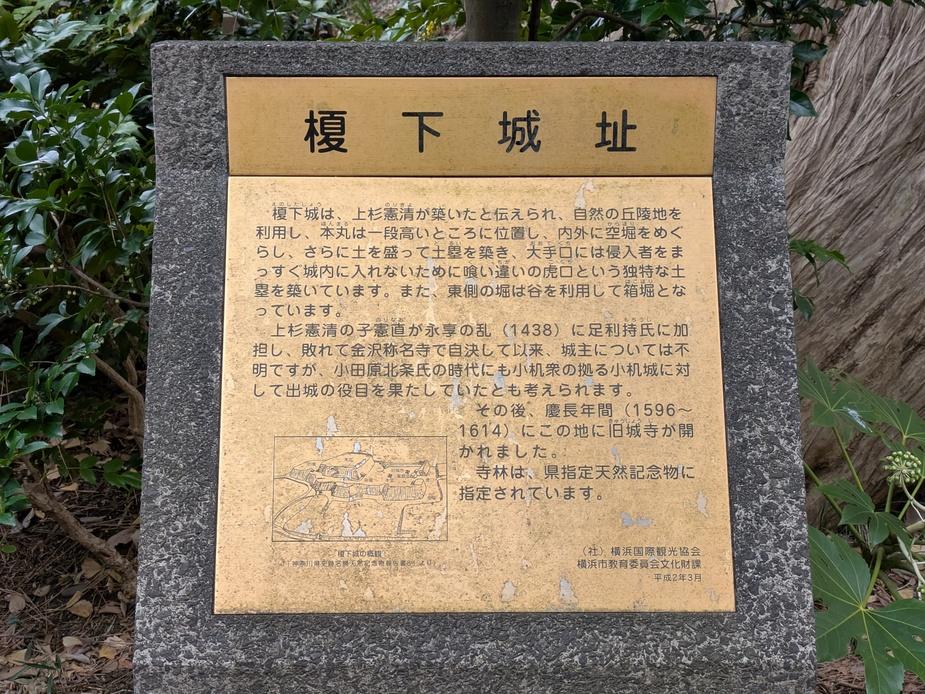 榎下城址
榎下城は、上杉憲清が築いたと伝えられ、自然の丘陵地を
利用し、本丸は一段高いところに位置し、内外に空堀をめぐ
らし、さらに土を盛って土塁を築き、大手口には侵入者をま
っすぐ城内に入れないために喰い違いの虎口という独特な土
塁を築いています。また、東側の堀は谷を利用して箱堀とな
っています。
上杉憲清の子憲直が永享の乱（1438）に足利持氏に加
担し、敗れて金沢称名寺で自決して以来、城主については不
明ですが、小田原北条氏の時代にも小机衆の拠る小机城に対
して出城の役目を果たしていたとも考えられます。
その後、慶長年間（1596〜
1614）にこの地に旧城寺が開
かれました。
寺林は、県指定天然記念物に
指定されています。
榎下城の概観
（社）横浜国際観光協会
横浜市教育委員会文化財課
平成2年3月